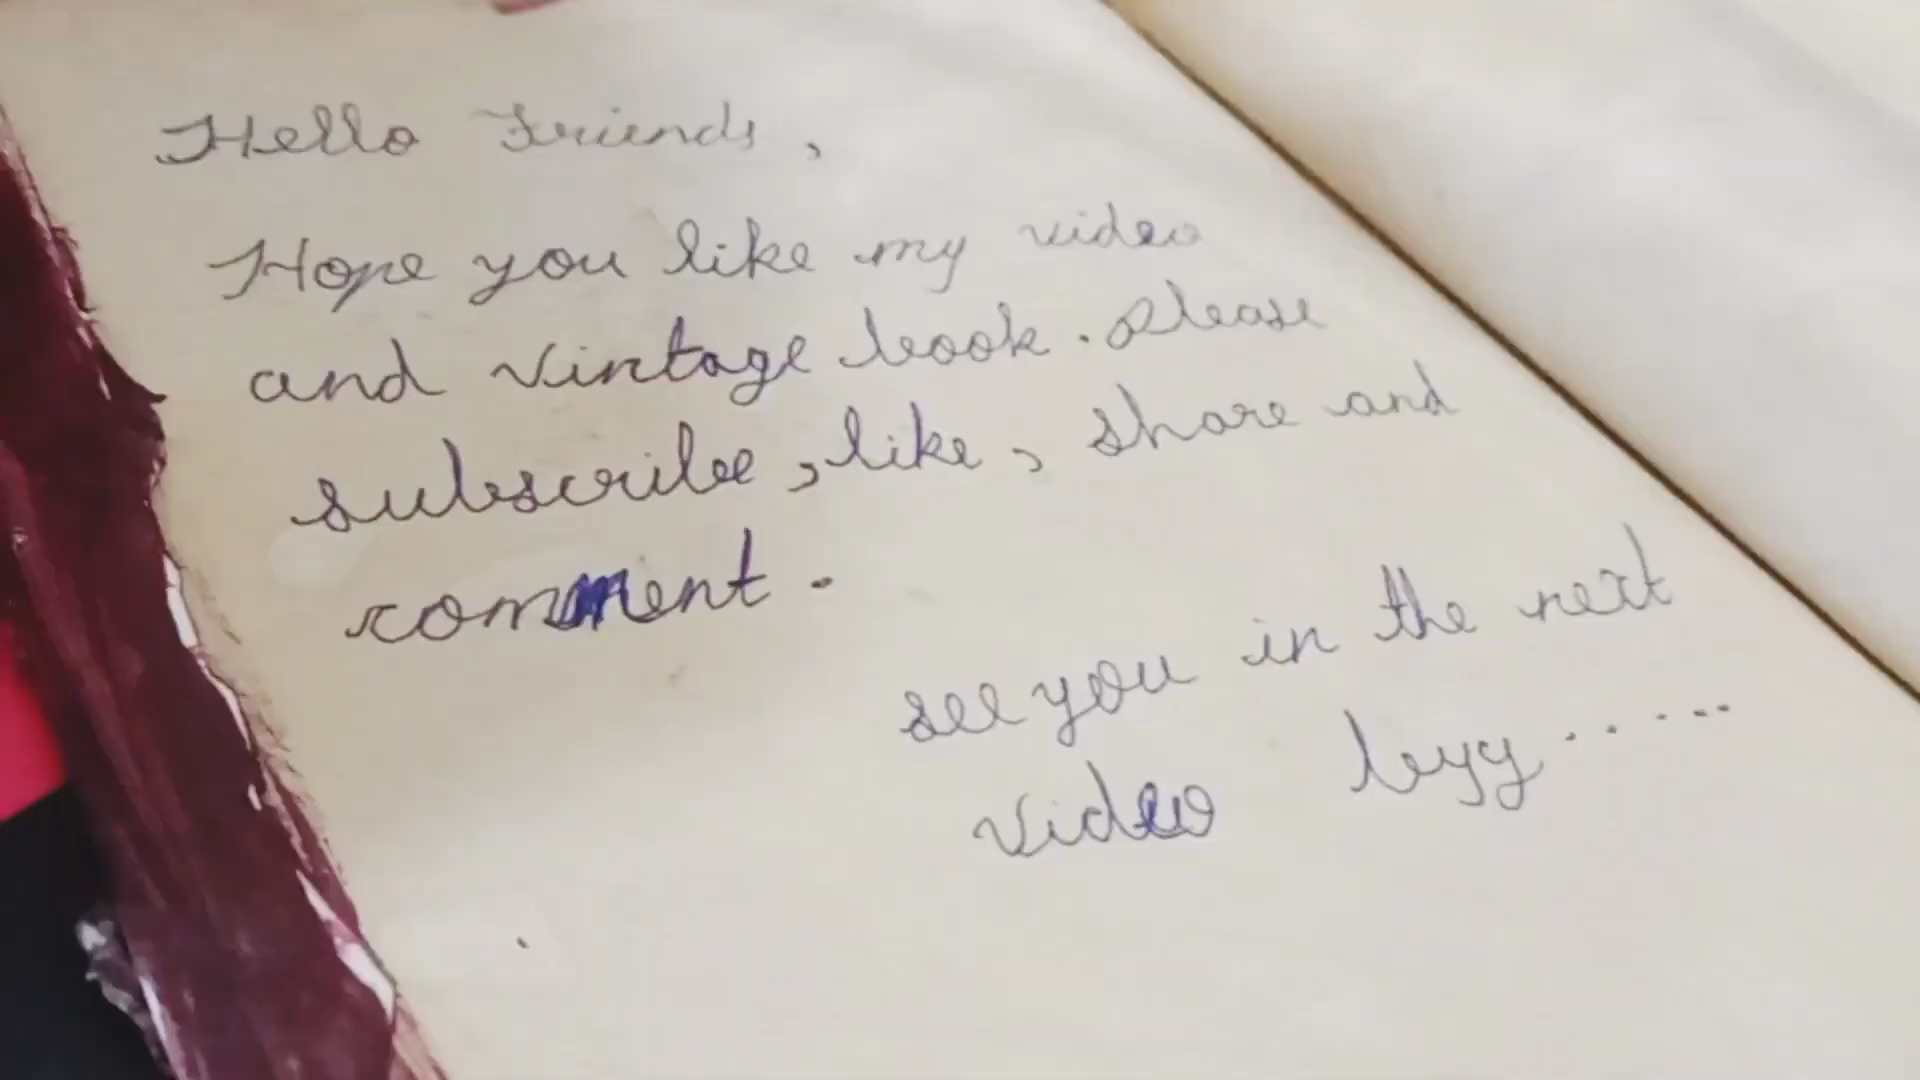 Hello Friends,
Hope you like my video
and vintage book. Please
subscribe, like, share and
comment.
see you in the next
video byyy......